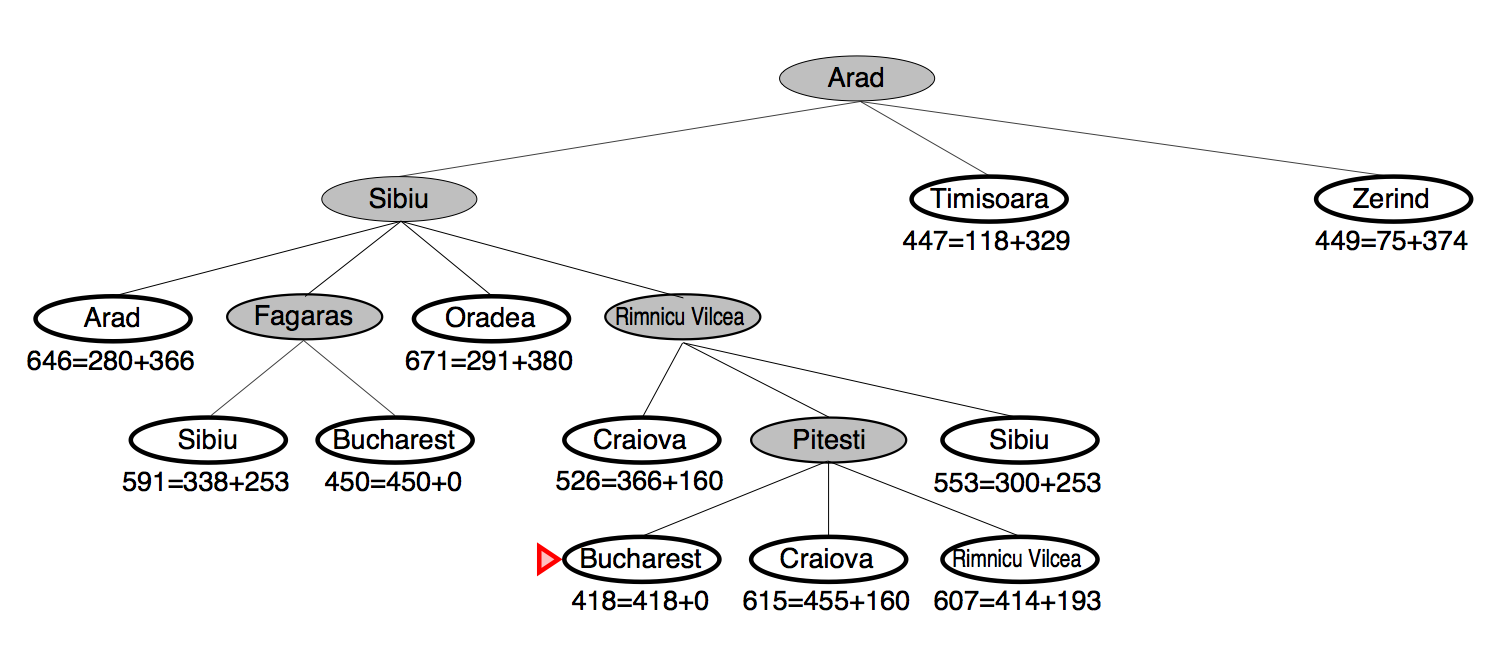 Arad
Sibiu
Timisoara
Zerind
447=118+329
449=75+374
Arad
Fagaras
Oradea
Rimnicu Vilcea
646=280+366
671=291+380
Sibiu
Bucharest
Craiova
Pitesti
Sibiu
591=338+253
450=450+0
526=366+160
553=300+253
Bucharest
Craiova
Rimnicu Vilcea
418=418+0
615=455+160
607=414+193